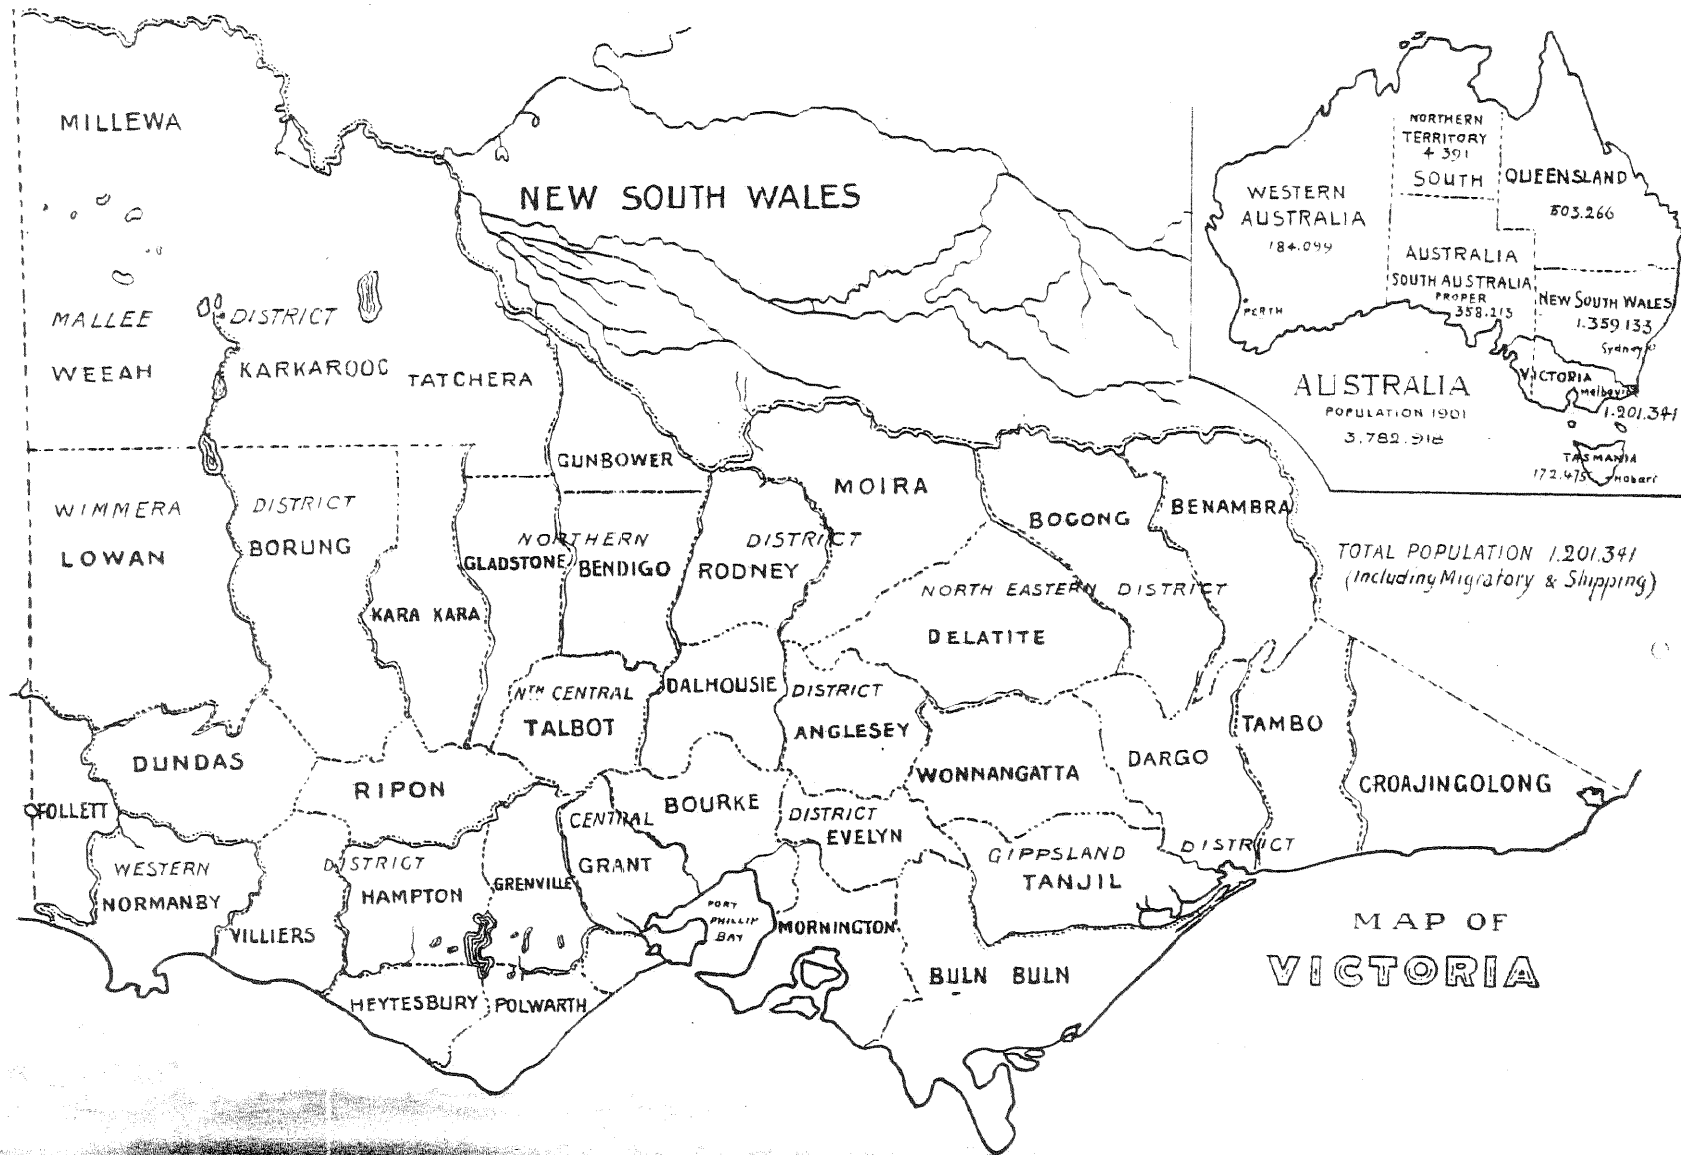 MILLEWA
NEW SOUTH WALES
MALLEE DISTRICT
WEEAH
KARKAROOC
TATCHERA
GUNBOWER
WIMMERA DISTRICT
LOWAN
BORUNG
KARA KARA
NORTHERN DISTRICT
GLADSTONE
BENDIGO
RODNEY
MOIRA
BOGONG
BENAMBRA
NORTH EASTERN DISTRICT
DELATITE
NTH CENTRAL DISTRICT
TALBOT
DALHOUSIE
ANGLESEY
WONNANGATTA
DARGO
TAMBO
CROAJINGOLONG
DUNDAS
RIPON
FOLLETT
WESTERN DISTRICT
NORMANBY
VILLIERS
HAMPTON
GRENVILLE
HEYTESBURY
POLWARTH
CENTRAL DISTRICT
GRANT
BOURKE
EVELYN
PORT
PHILLIP
BAY
MORNINGTON
GIPPSLAND DISTRICT
TANJIL
BULN BULN
NORTHERN
TERRITORY
4 391
SOUTH
AUSTRALIA
SOUTH AUSTRALIA
PROPER
358.213
WESTERN
AUSTRALIA
184.099
PERTH
QUEENSLAND
503.266
NEW SOUTH WALES
1.359.133
Sydney
VICTORIA
1.201.341
TASMANIA
172.475
Hobart
AUSTRALIA
POPULATION 1901
3.782.918
TOTAL POPULATION 1.201.341
(Including Migratory & Shipping)
MAP OF
VICTORIA